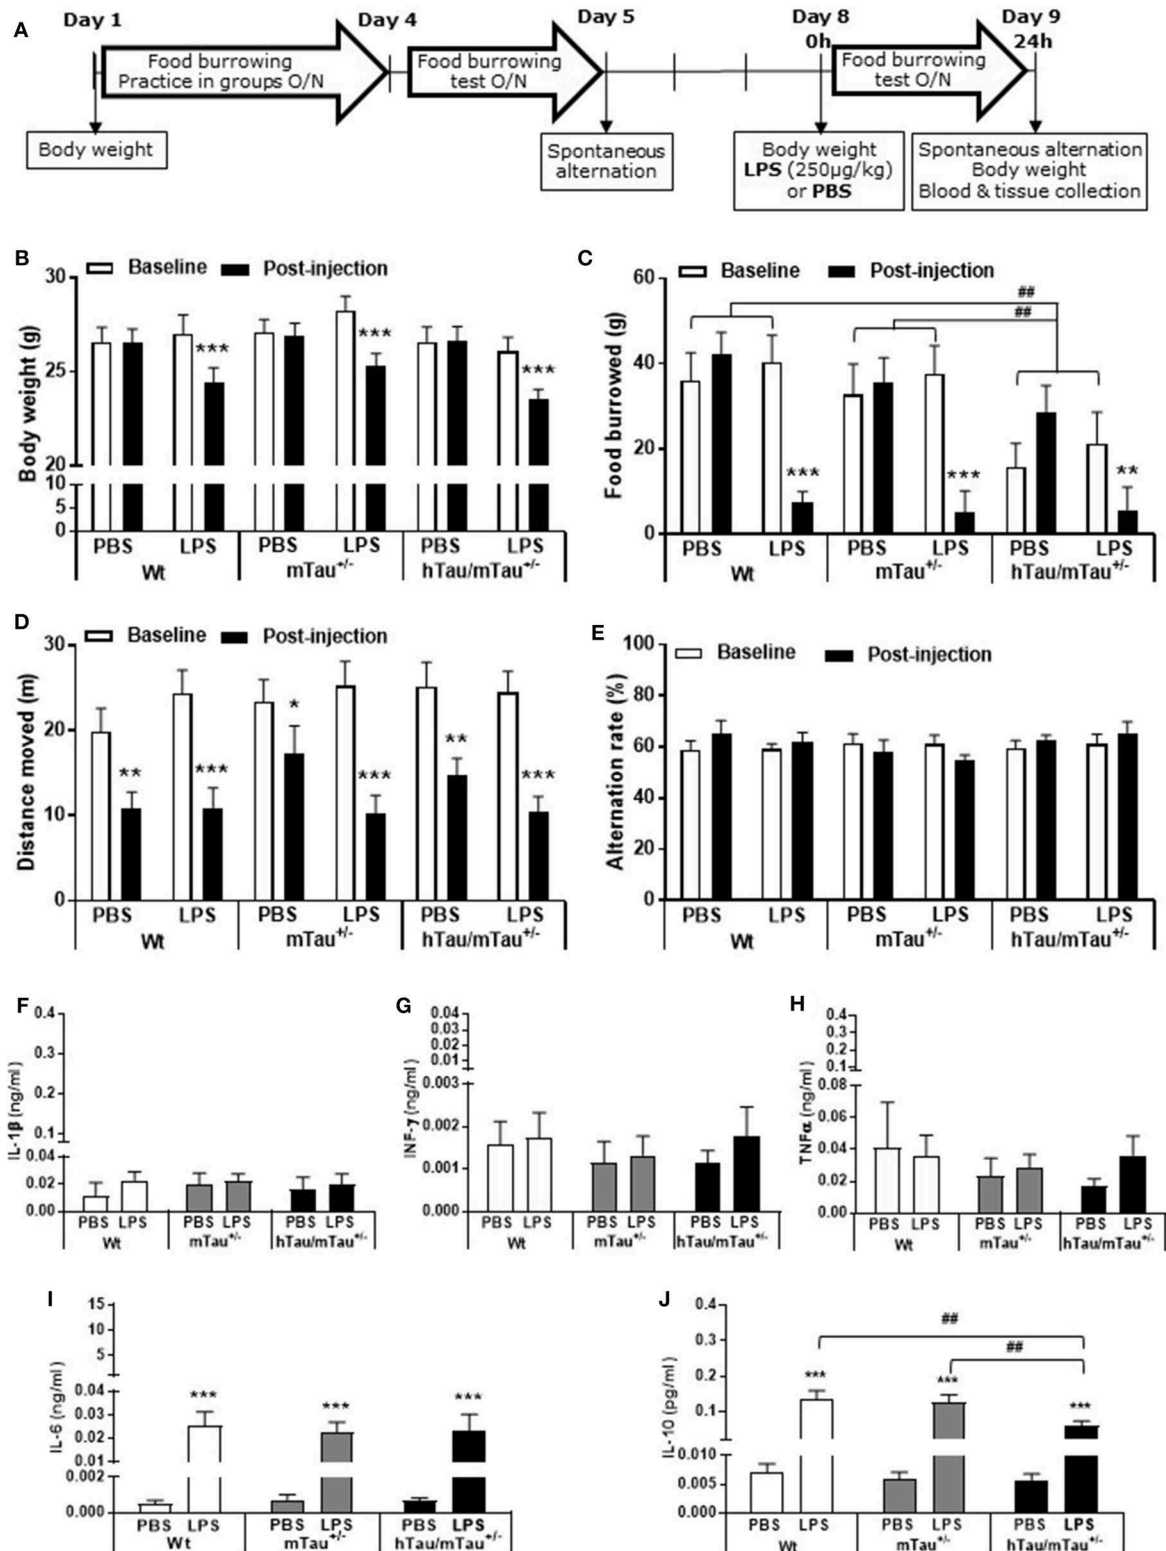 A
Day 1
Day 4
Day 5
Day 8
0h
Day 9
24h
Food burrowing
Practice in groups O/N
Food burrowing
test O/N
Food burrowing
test O/N
Body weight
Spontaneous
alternation
Body weight
LPS (250µg/kg)
or PBS
Spontaneous alternation
Body weight
Blood & tissue collection
B
Baseline
Post-injection
Body weight (g)
30
25
20
10
5
0
***
***
***
PBS LPS PBS LPS PBS LPS
Wt mTau+/- hTau/mTau+/-
C
Baseline
Post-injection
Food burrowed (g)
60
40
20
0
##
##
***
***
**
PBS LPS PBS LPS PBS LPS
Wt mTau+/- hTau/mTau+/-
D
Baseline
Post-injection
Distance moved (m)
30
20
10
0
**
***
*
***
**
***
PBS LPS PBS LPS PBS LPS
Wt mTau+/- hTau/mTau+/-
E
Baseline
Post-injection
Alternation rate (%)
100
80
60
40
20
0
PBS LPS PBS LPS PBS LPS
Wt mTau+/- hTau/mTau+/-
F
IL-1β (ng/ml)
0.4
0.3
0.2
0.1
0.04
0.02
0.00
PBS LPS PBS LPS PBS LPS
Wt mTau+/- hTau/mTau+/-
G
INF-γ (ng/ml)
0.04
0.03
0.02
0.01
0.003
0.002
0.001
0.000
PBS LPS PBS LPS PBS LPS
Wt mTau+/- hTau/mTau+/-
H
TNFα (ng/ml)
0.4
0.3
0.2
0.1
0.08
0.06
0.04
0.02
0.00
PBS LPS PBS LPS PBS LPS
Wt mTau+/- hTau/mTau+/-
I
IL-6 (ng/ml)
15
10
5
0.04
0.03
0.02
0.01
0.002
0.000
***
***
***
PBS LPS PBS LPS PBS LPS
Wt mTau+/- hTau/mTau+/-
J
IL-10 (pg/ml)
0.4
0.3
0.2
0.1
0.010
0.005
0.000
##
##
***
***
***
PBS LPS PBS LPS PBS LPS
Wt mTau+/- hTau/mTau+/-